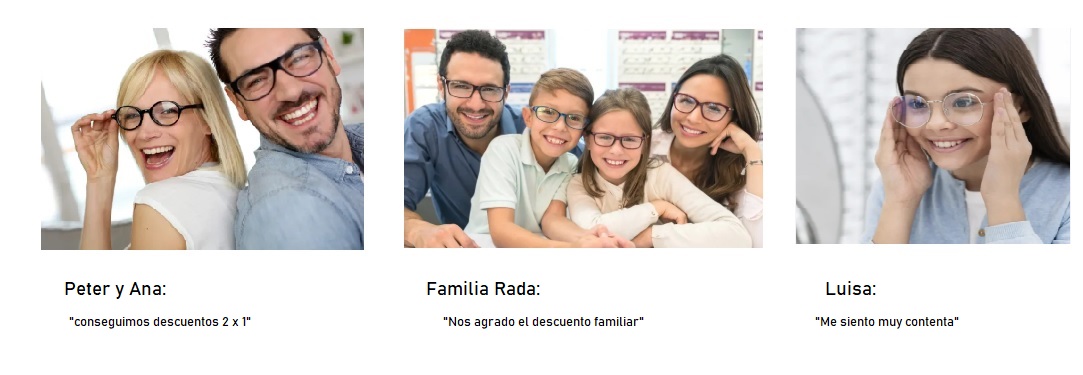 Peter y Ana:
"conseguimos descuentos 2 x 1"
Familia Rada:
"Nos agrado el descuento familiar"
Luisa:
"Me siento muy contenta"